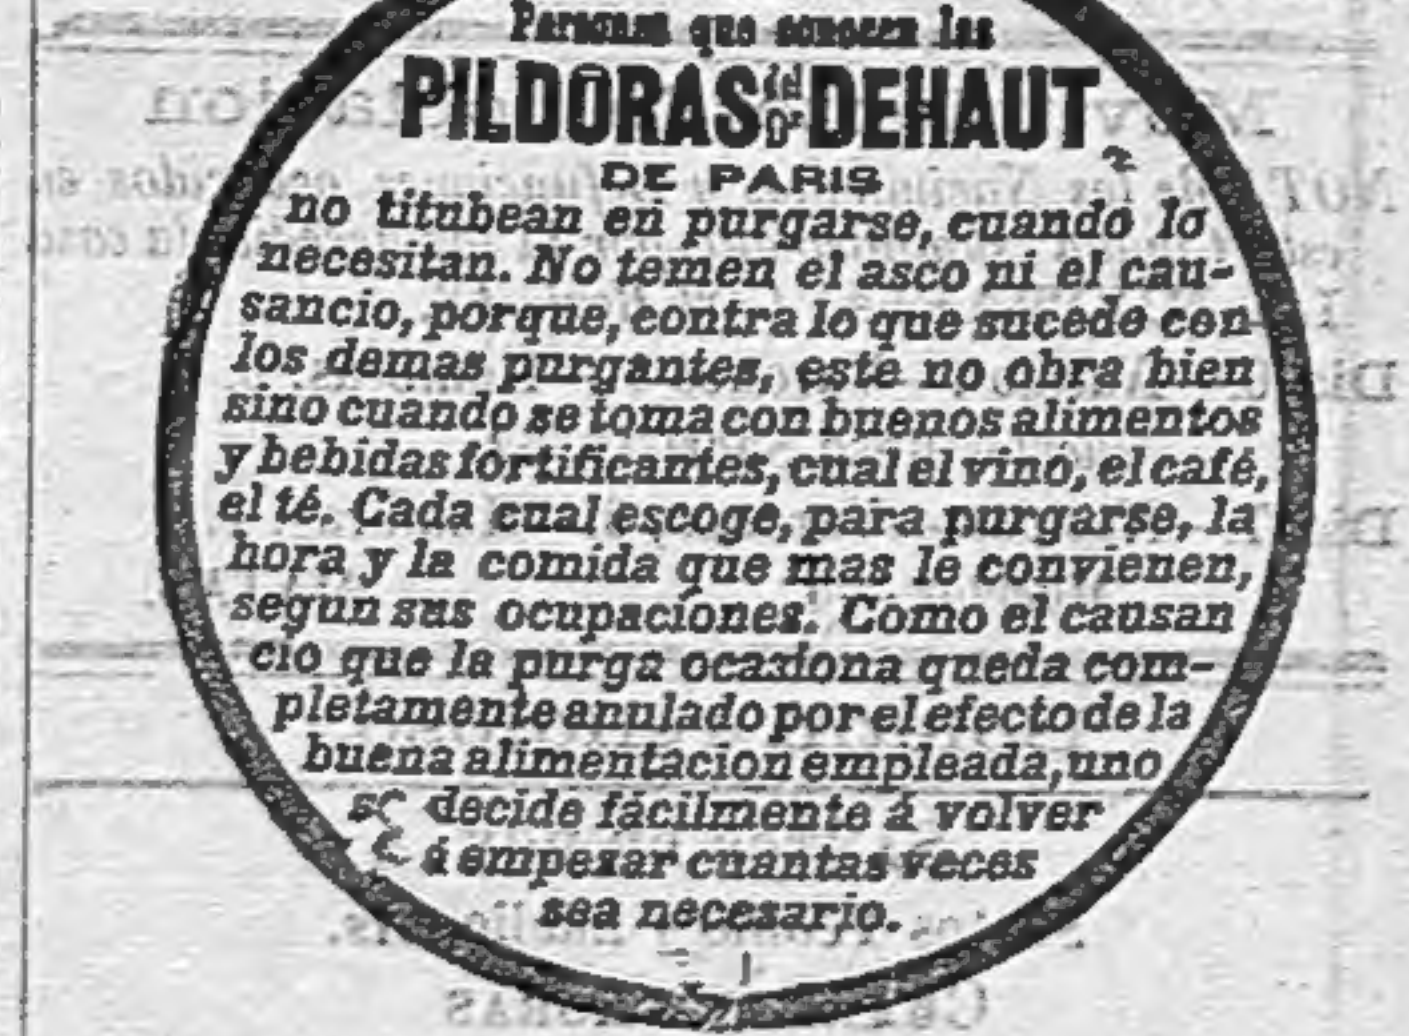 Personas que conocen las
PILDORAS del Dr DEHAUT
DE PARIS
no titubean en purgarse, cuando lo
necesitan. No temen el asco ni el cau-
sancio, porque, contra lo que sucede con
los demas purgantes, este no obra bien
sino cuando se toma con buenos alimentos
y bebidas fortificantes, cual el vino, el café,
el té. Cada cual escoge, para purgarse, la
hora y la comida que mas le convienen,
segun sus ocupaciones. Como el causan
cio que la purga ocasiona queda com-
pletamente anulado por el efecto de la
buena alimentacion empleada, uno
se decide fácilmente á volver
á empezar cuantas veces
sea necesario.